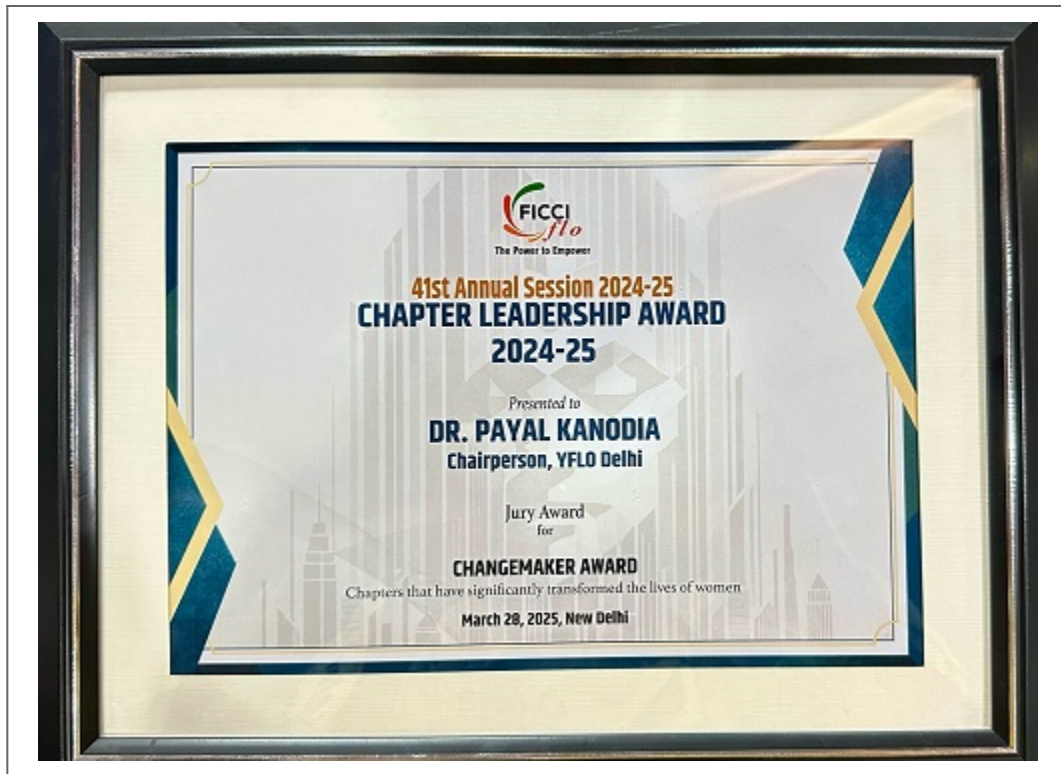 FICCI
flo
The Power to Empower
41st Annual Session 2024-25
CHAPTER LEADERSHIP AWARD
2024-25
Presented to
DR. PAYAL KANODIA
Chairperson, YFLO Delhi
Jury Award
for
CHANGEMAKER AWARD
Chapters that have significantly transformed the lives of women
March 28, 2025, New Delhi